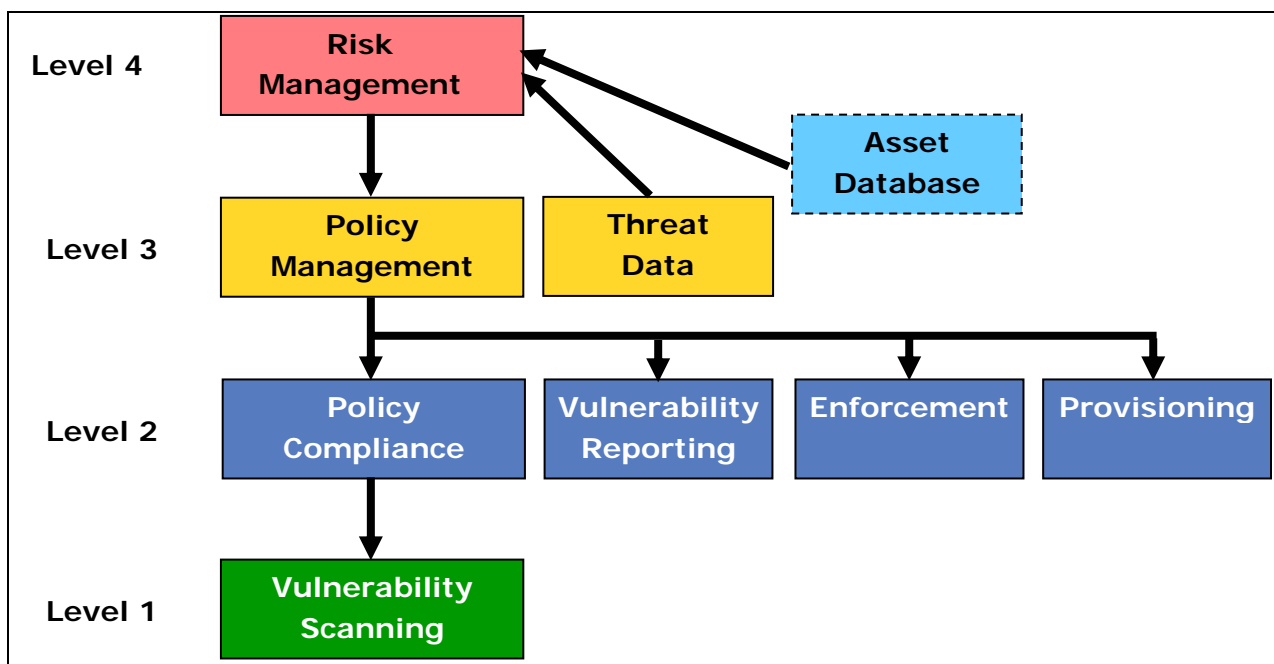 Level 4
Risk
Management
Asset
Database
Level 3
Policy
Management
Threat
Data
Level 2
Policy
Compliance
Vulnerability
Reporting
Enforcement
Provisioning
Level 1
Vulnerability
Scanning